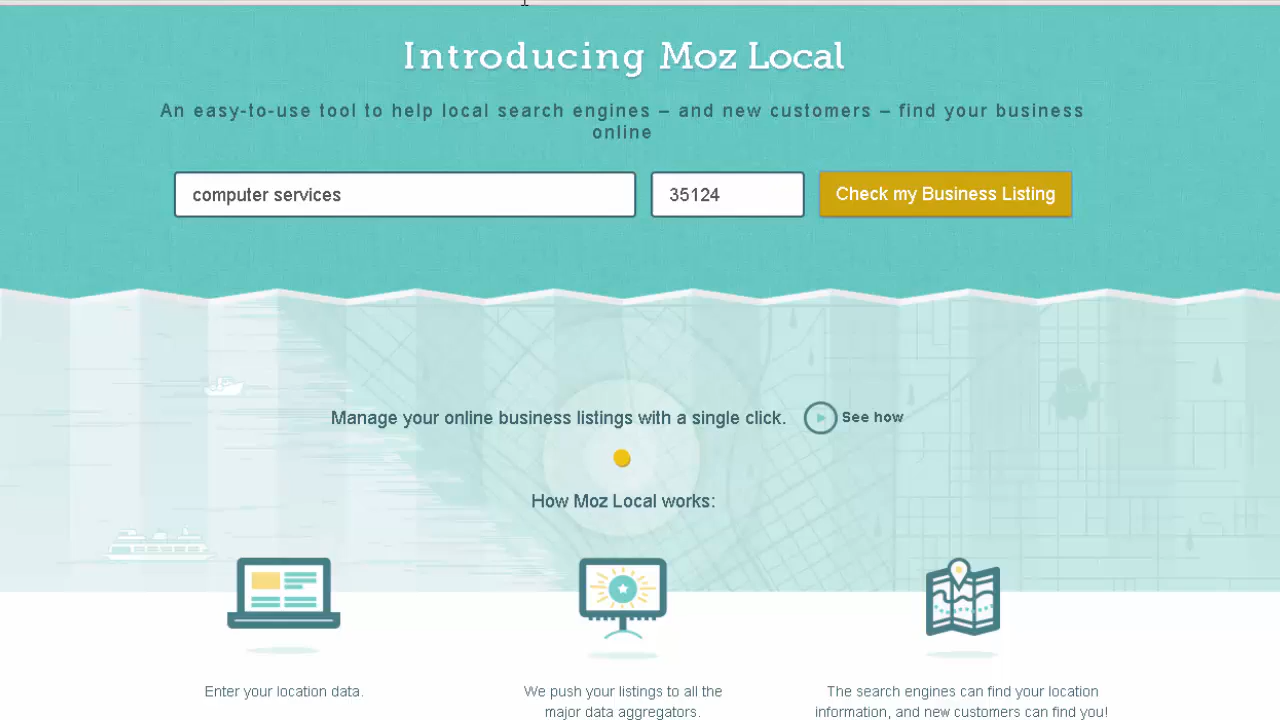 Introducing Moz Local
An easy-to-use tool to help local search engines – and new customers – find your business
online
computer services
35124
Check my Business Listing
Manage your online business listings with a single click.
See how
How Moz Local works:
Enter your location data.
We push your listings to all the
major data aggregators.
The search engines can find your location
information, and new customers can find you!